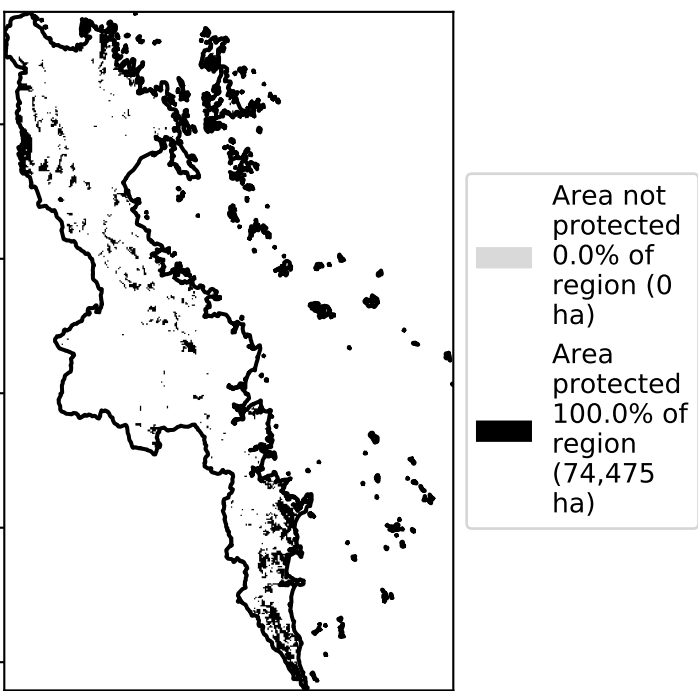 Area not
protected
0.0% of
region (0
ha)
Area
protected
100.0% of
region
(74,475
ha)